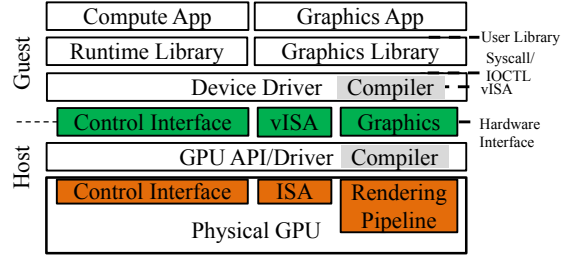 Compute App
Graphics App
User Library
Runtime Library
Graphics Library
Syscall/
IOCTL
Guest
Device Driver
Compiler
vISA
Control Interface
vISA
Graphics
Hardware
Interface
Host
GPU API/Driver
Compiler
Control Interface
ISA
Rendering
Pipeline
Physical GPU